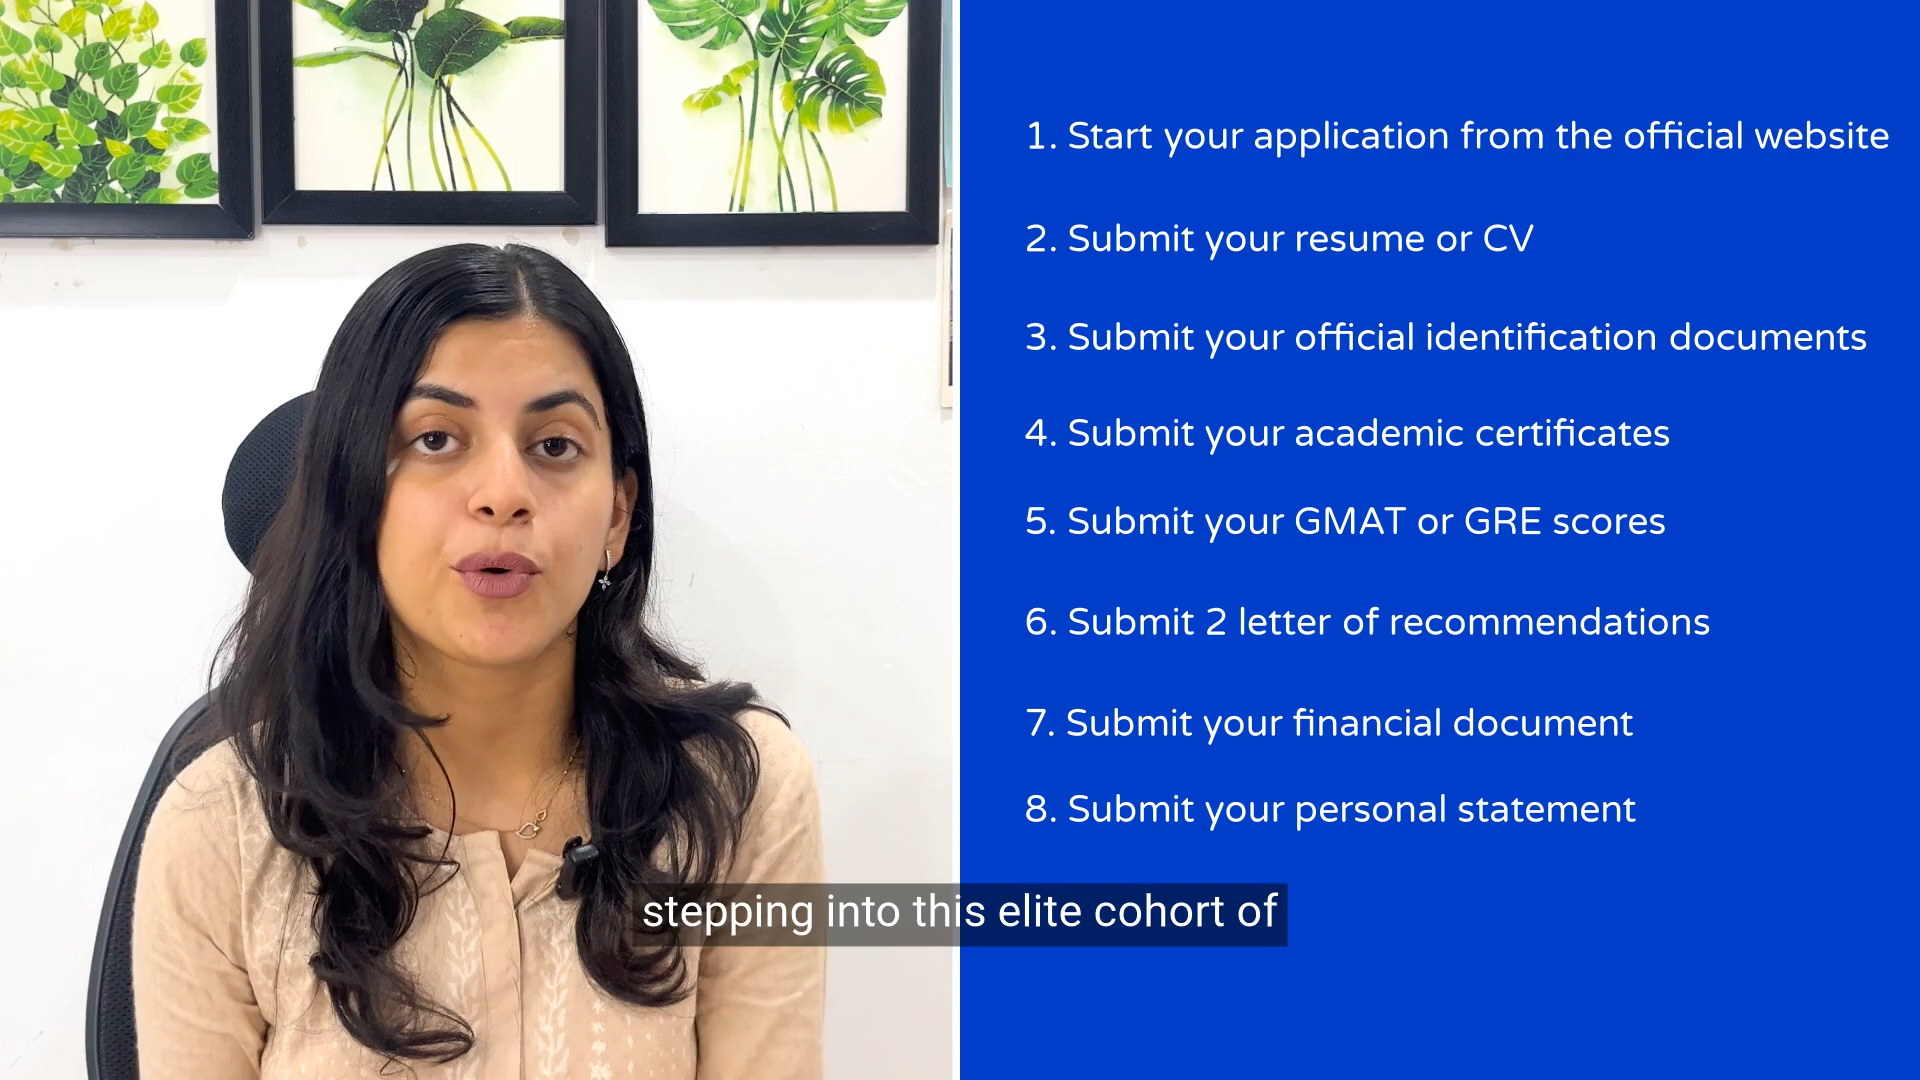 1. Start your application from the official website
2. Submit your resume or CV
3. Submit your official identification documents
4. Submit your academic certificates
5. Submit your GMAT or GRE scores
6. Submit 2 letter of recommendations
7. Submit your financial document
8. Submit your personal statement
stepping into this elite cohort of